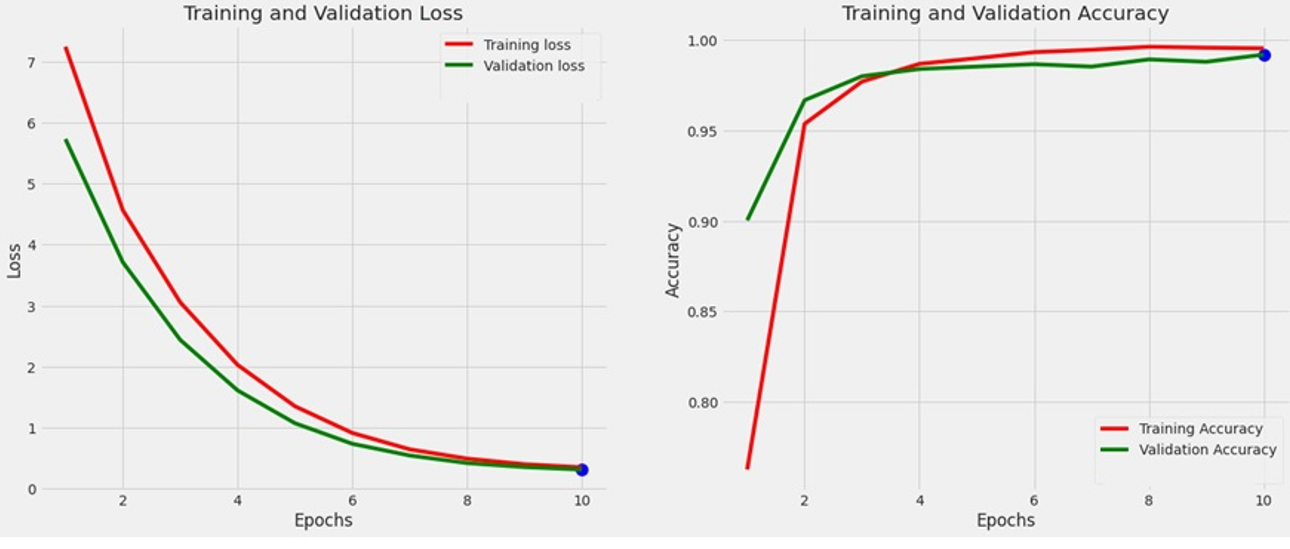 Training and Validation Loss
Training loss
Validation loss
7
6
5
4
3
2
1
0
Loss
2
4
6
8
10
Epochs
Training and Validation Accuracy
1.00
0.95
0.90
0.85
0.80
Accuracy
Training Accuracy
Validation Accuracy
2
4
6
8
10
Epochs